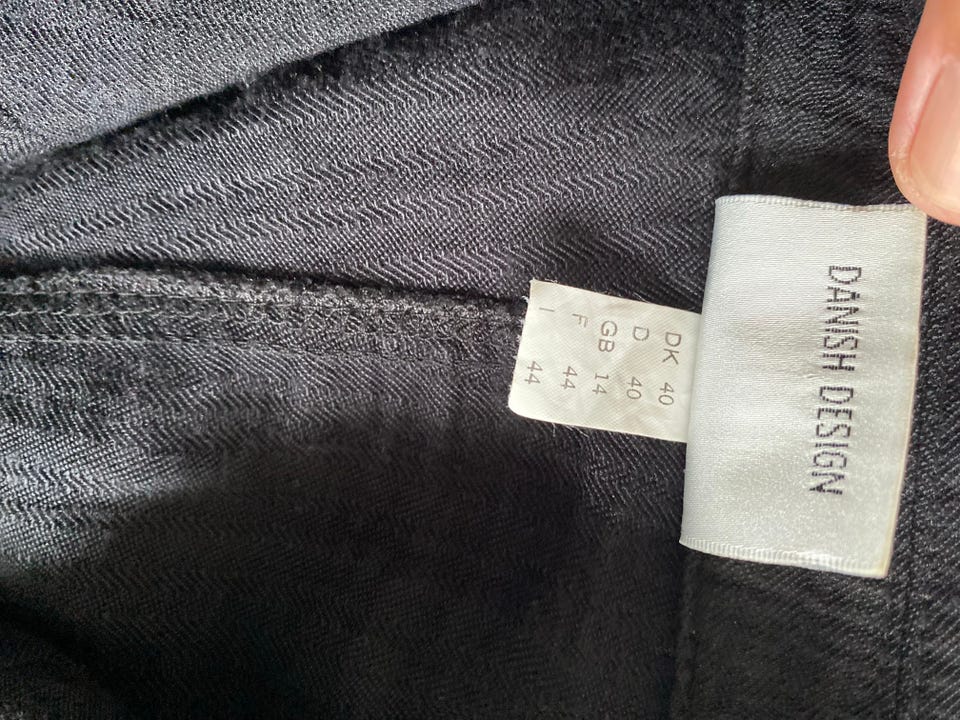 DANISH DESIGN
DK 40
D 40
GB 14
F 44
I 44